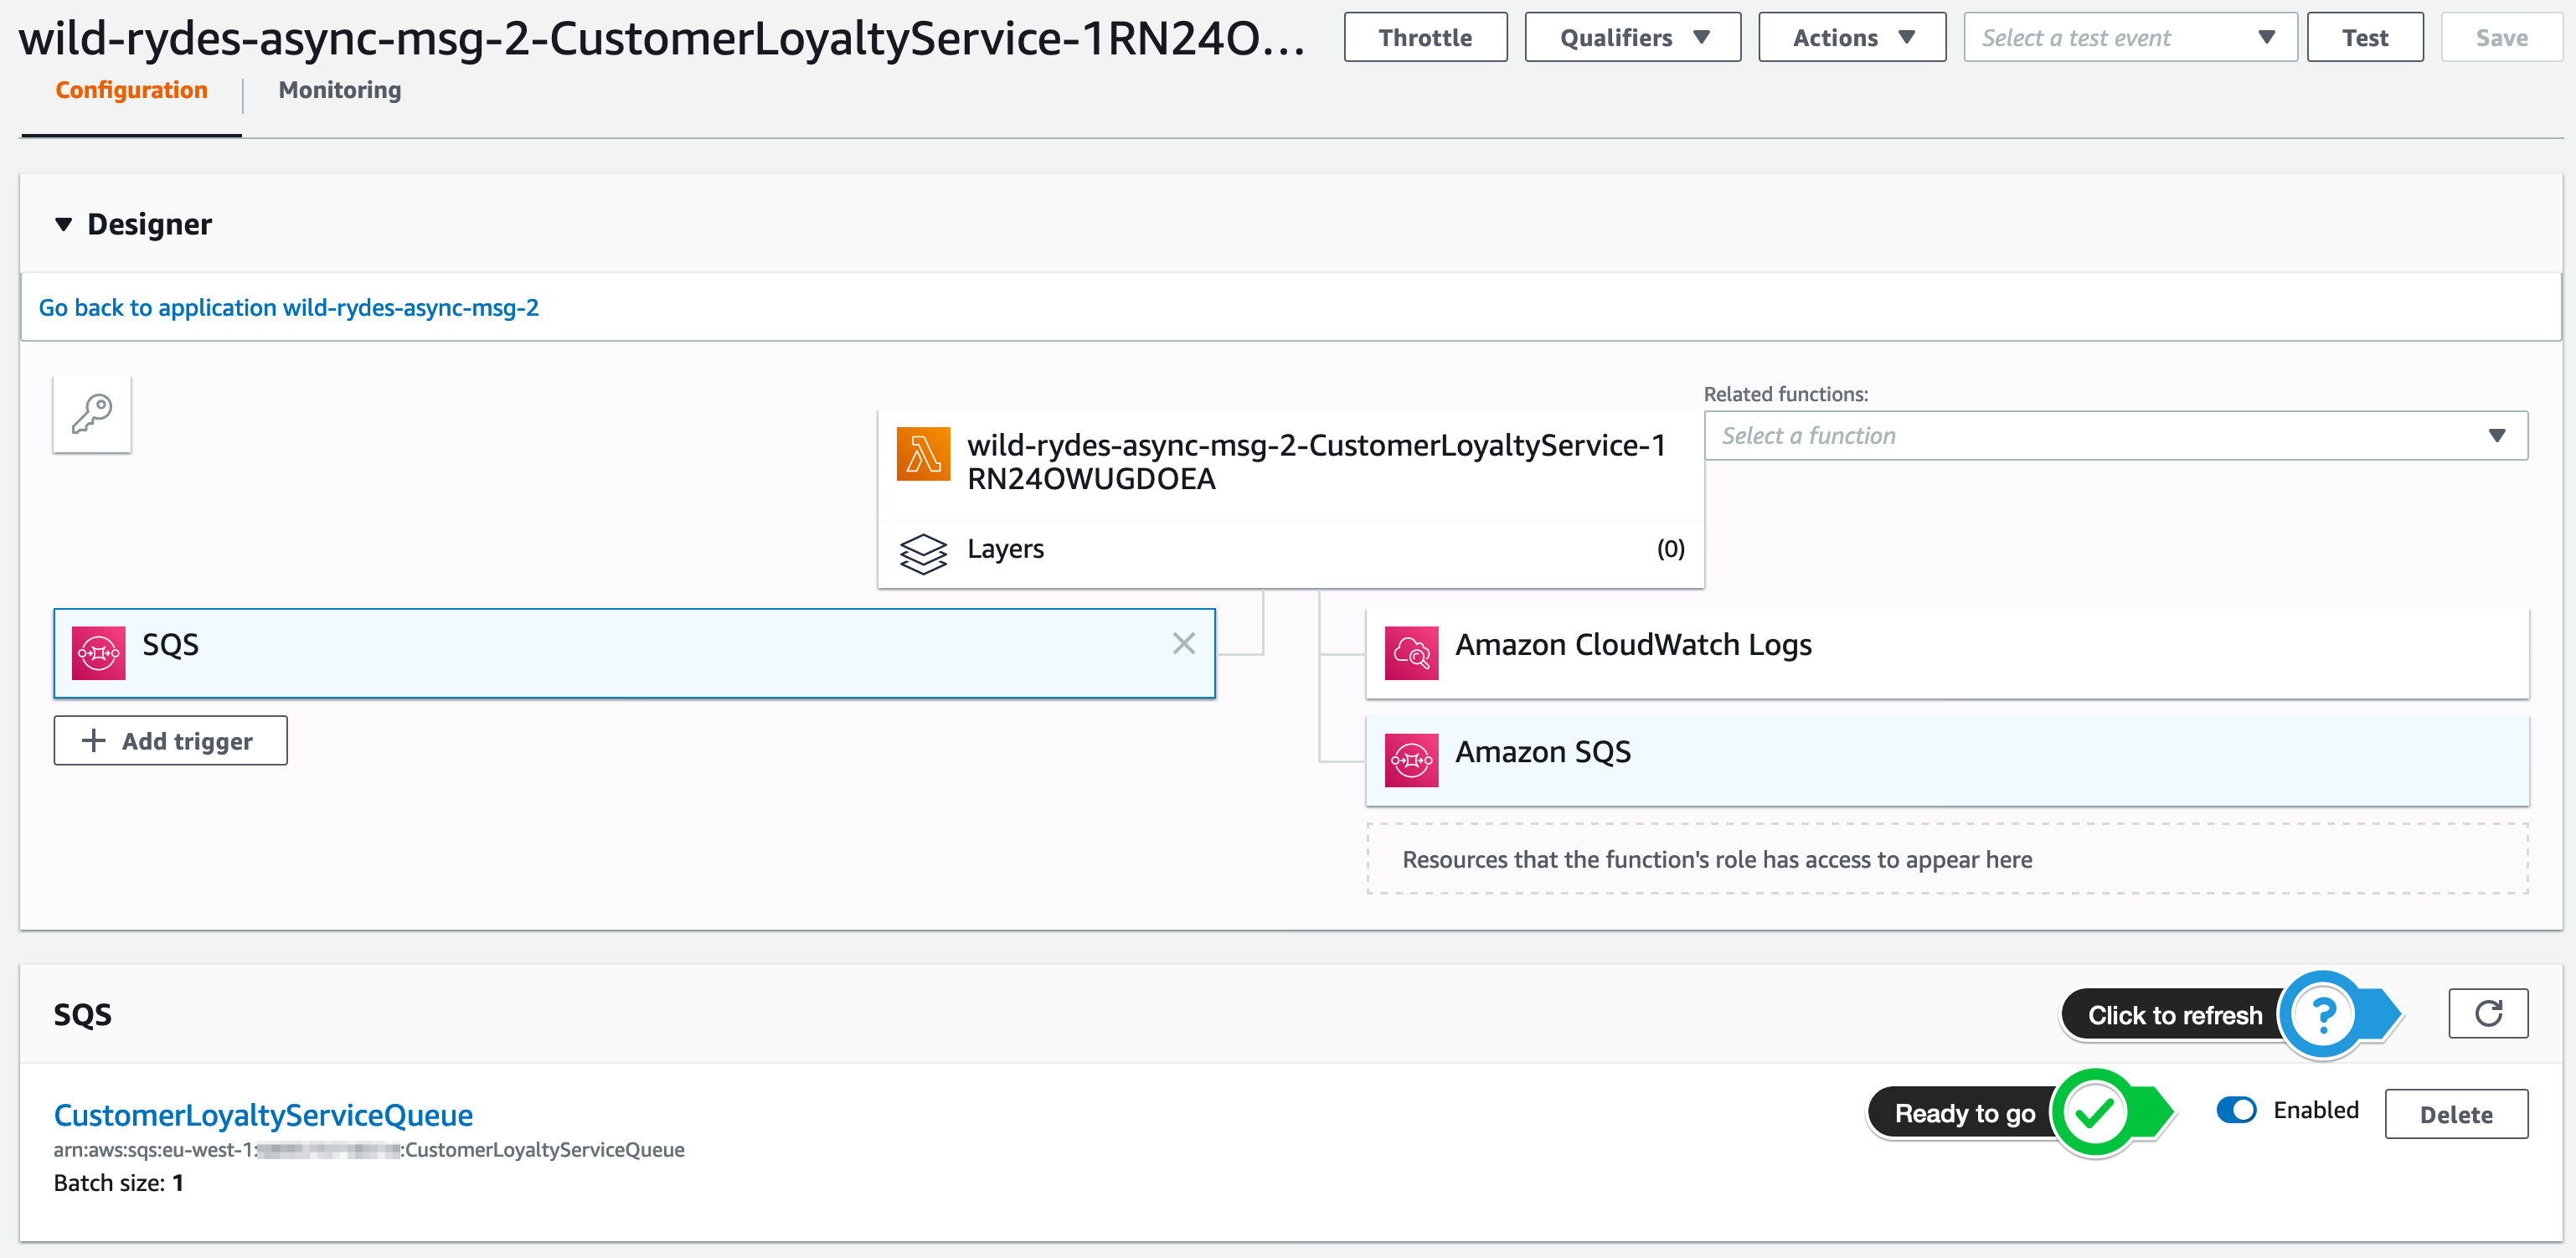 wild-rydes-async-msg-2-CustomerLoyaltyService-1RN24O...
Throttle
Qualifiers
Actions
Select a test event
Test
Save
Configuration
Monitoring
Designer
Go back to application wild-rydes-async-msg-2
Related functions:
Select a function
wild-rydes-async-msg-2-CustomerLoyaltyService-1
RN24OWUGDOEA
Layers
(0)
SQS
Add trigger
Amazon CloudWatch Logs
Amazon SQS
Resources that the function's role has access to appear here
SQS
Click to refresh
?
CustomerLoyaltyServiceQueue
arn:aws:sqs:eu-west-1: :CustomerLoyaltyServiceQueue
Batch size: 1
Ready to go
Enabled
Delete